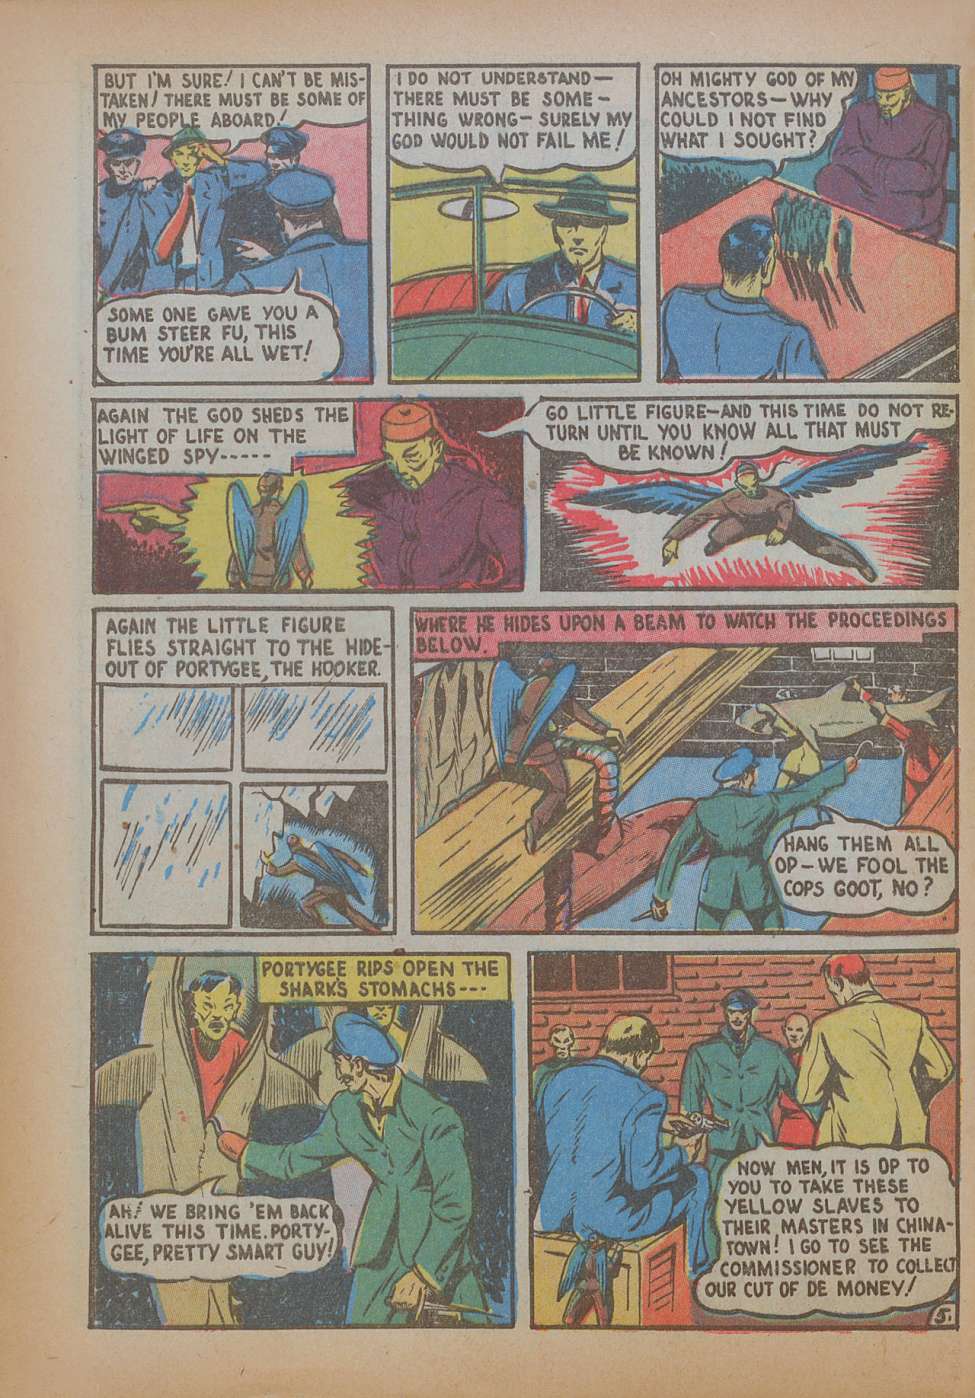 BUT I'M SURE! I CAN'T BE MIS-
TAKEN! THERE MUST BE SOME OF
MY PEOPLE ABOARD!
SOME ONE GAVE YOU A
BUM STEER FU, THIS
TIME YOU'RE ALL WET!
I DO NOT UNDERSTAND—
THERE MUST BE SOME-
THING WRONG—SURELY MY
GOD WOULD NOT FAIL ME!
OH MIGHTY GOD OF MY
ANCESTORS—WHY
COULD I NOT FIND
WHAT I SOUGHT?
AGAIN THE GOD SHEDS THE
LIGHT OF LIFE ON THE
WINGED SPY-----
GO LITTLE FIGURE—AND THIS TIME DO NOT RE-
TURN UNTIL YOU KNOW ALL THAT MUST
BE KNOWN!
AGAIN THE LITTLE FIGURE
FLIES STRAIGHT TO THE HIDE-
OUT OF PORTYGEE, THE HOOKER.
WHERE HE HIDES UPON A BEAM TO WATCH THE PROCEEDINGS
BELOW.
HANG THEM ALL
OP—WE FOOL THE
COPS GOOT, NO?
PORTYGEE RIPS OPEN THE
SHARK'S STOMACHS---
AH! WE BRING 'EM BACK
ALIVE THIS TIME. PORTY-
GEE, PRETTY SMART GUY!
NOW MEN, IT IS OP TO
YOU TO TAKE THESE
YELLOW SLAVES TO
THEIR MASTERS IN CHINA-
TOWN! I GO TO SEE THE
COMMISSIONER TO COLLECT
OUR CUT OF DE MONEY!
5.